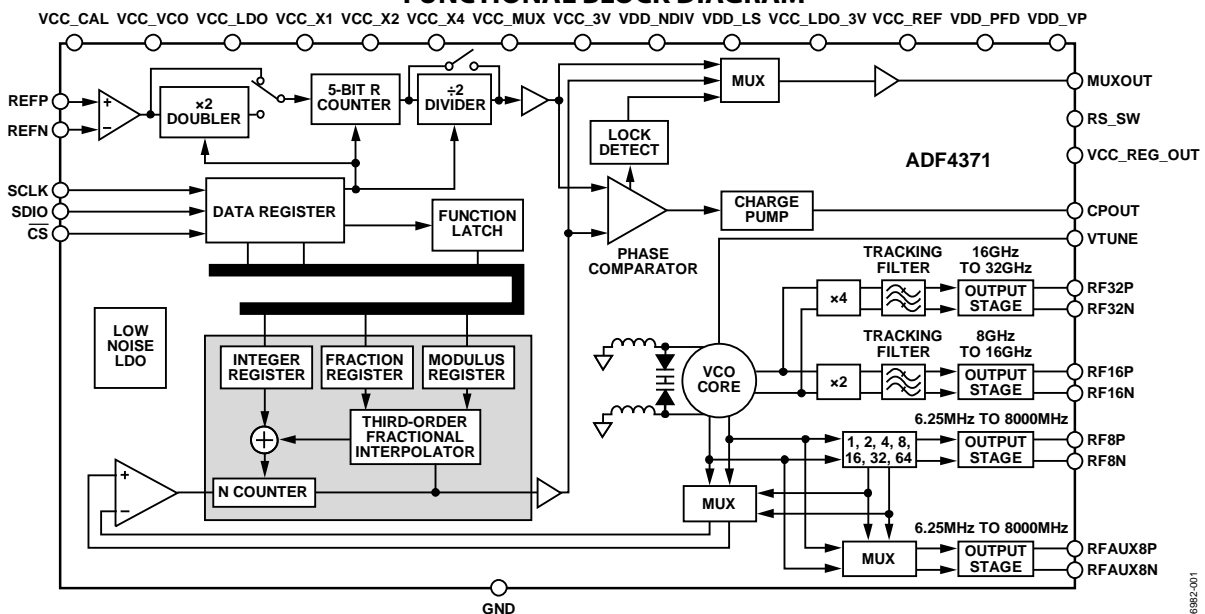 FUNCTIONAL BLOCK DIAGRAM
VCC_CAL VCC_VCO VCC_LDO VCC_X1 VCC_X2 VCC_X4 VCC_MUX VCC_3V VDD_NDIV VDD_LS VCC_LDO_3V VCC_REF VDD_PFD VDD_VP
REFP
REFN
+
−
×2
DOUBLER
5-BIT R
COUNTER
÷2
DIVIDER
MUX
MUXOUT
RS_SW
VCC_REG_OUT
LOCK
DETECT
ADF4371
SCLK
SDIO
CS
DATA REGISTER
FUNCTION
LATCH
PHASE
COMPARATOR
CHARGE
PUMP
CPOUT
VTUNE
TRACKING
FILTER
16GHz
TO 32GHz
×4
OUTPUT
STAGE
RF32P
RF32N
LOW
NOISE
LDO
INTEGER
REGISTER
FRACTION
REGISTER
MODULUS
REGISTER
VCO
CORE
TRACKING
FILTER
8GHz
TO 16GHz
×2
OUTPUT
STAGE
RF16P
RF16N
THIRD-ORDER
FRACTIONAL
INTERPOLATOR
+
6.25MHz TO 8000MHz
1, 2, 4, 8,
16, 32, 64
OUTPUT
STAGE
RF8P
RF8N
+
−
N COUNTER
MUX
6.25MHz TO 8000MHz
MUX
OUTPUT
STAGE
RFAUX8P
RFAUX8N
GND
6982-001